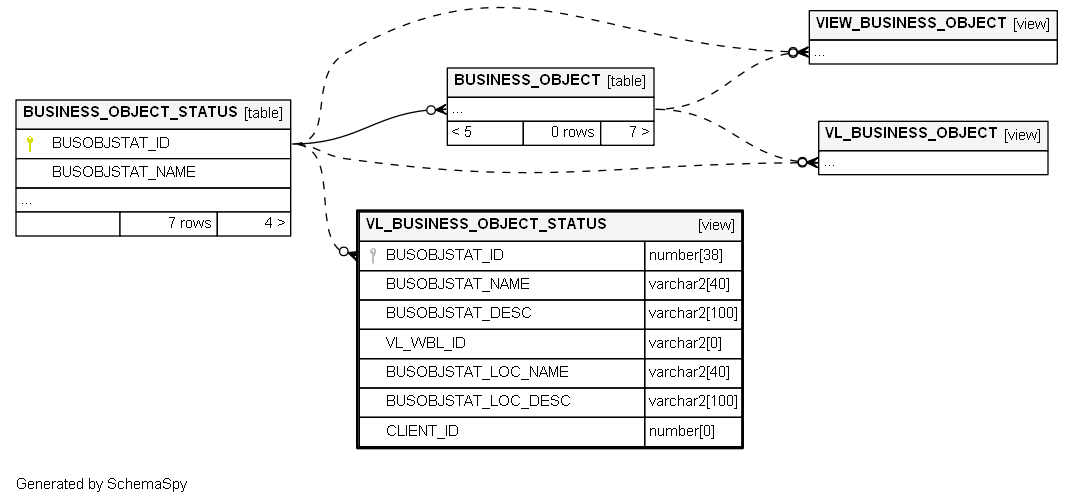 VIEW_BUSINESS_OBJECT [view]
...
BUSINESS_OBJECT [table]
...
< 5 0 rows 7 >
BUSINESS_OBJECT_STATUS [table]
BUSOBJSTAT_ID
BUSOBJSTAT_NAME
...
7 rows 4 >
VL_BUSINESS_OBJECT [view]
...
VL_BUSINESS_OBJECT_STATUS [view]
BUSOBJSTAT_ID number[38]
BUSOBJSTAT_NAME varchar2[40]
BUSOBJSTAT_DESC varchar2[100]
VL_WBL_ID varchar2[0]
BUSOBJSTAT_LOC_NAME varchar2[40]
BUSOBJSTAT_LOC_DESC varchar2[100]
CLIENT_ID number[0]
Generated by SchemaSpy